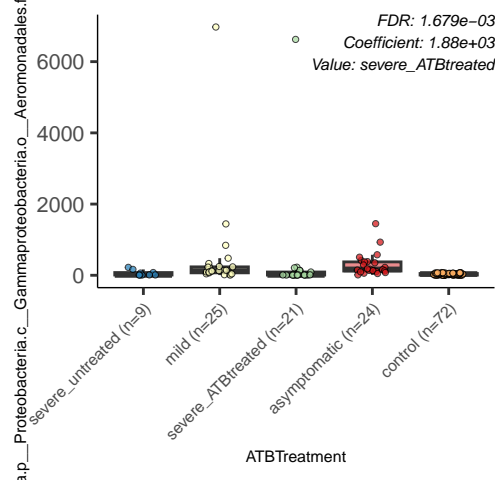 FDR: 1.679e−03
Coefficient: 1.88e+03
Value: severe_ATBtreated
a.p__Proteobacteria.c__Gammaproteobacteria.o__Aeromonadales.f
6000
4000
2000
0
severe_untreated (n=9)
mild (n=25)
severe_ATBtreated (n=21)
asymptomatic (n=24)
control (n=72)
ATBTreatment